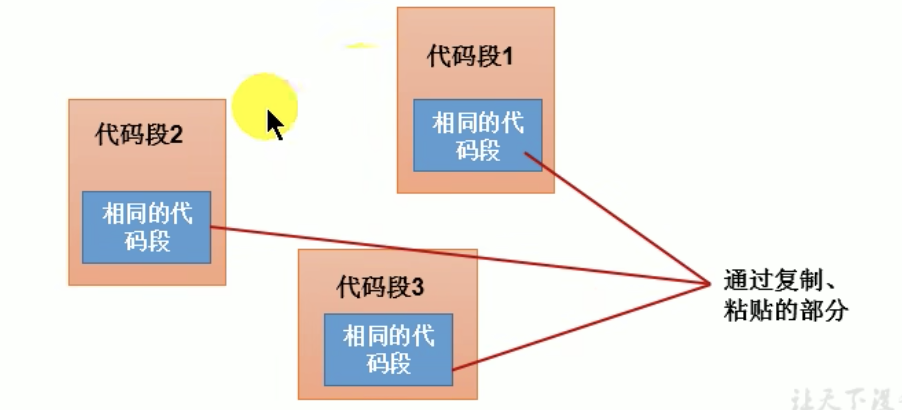 代码段1
相同的代
码段
代码段2
相同的代
码段
代码段3
相同的代
码段
通过复制、
粘贴的部分
让天下没